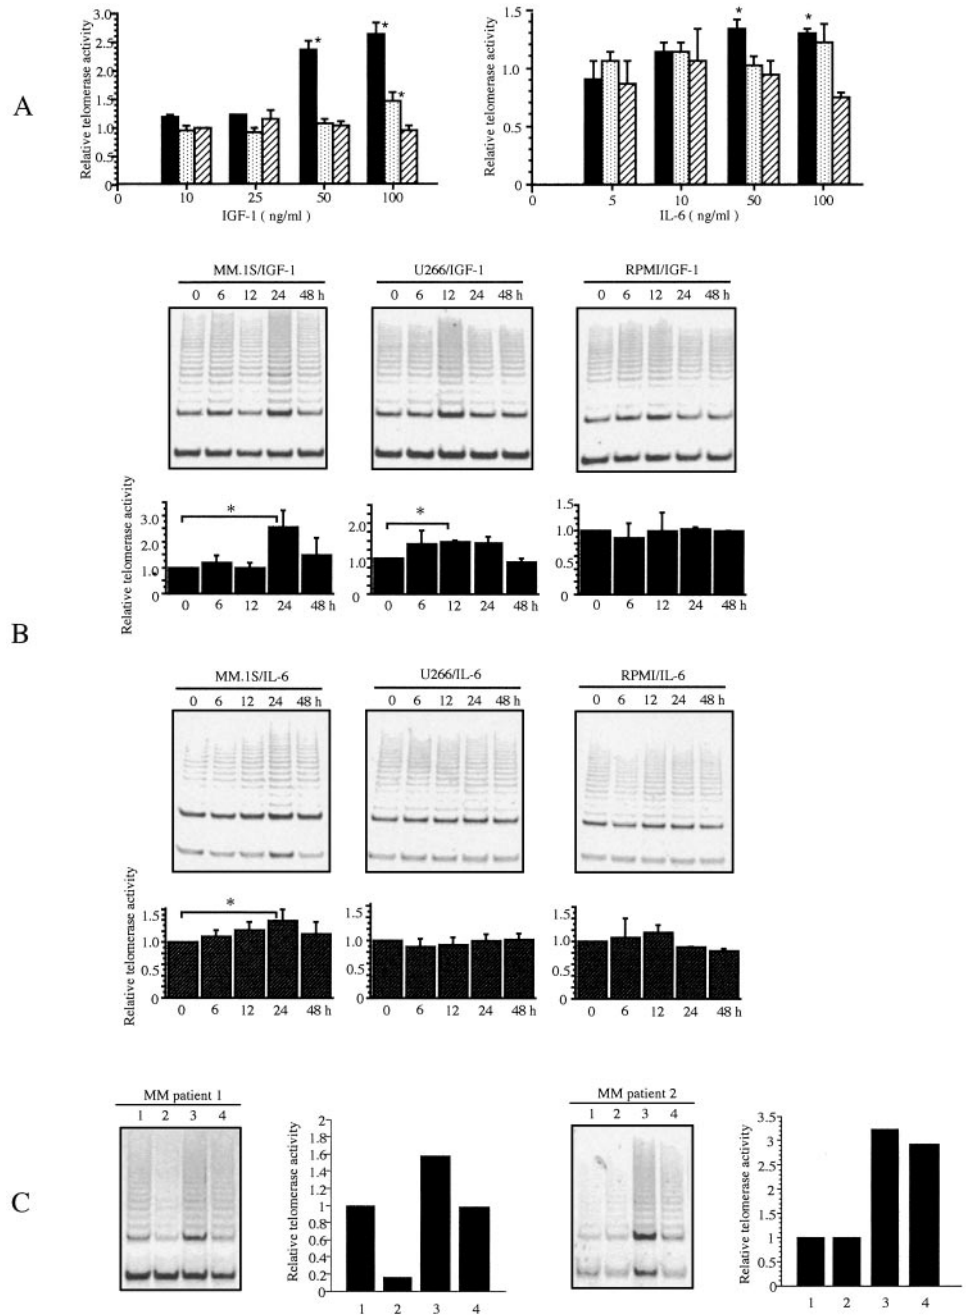 A
Relative telomerase activity
3.0
2.5
2.0
1.5
1.0
0.5
0
* * *
0 10 25 50 100
IGF-1 ( ng/ml )
Relative telomerase activity
1.5
1.0
0.5
0
* *
0 5 10 50 100
IL-6 ( ng/ml )
B
MM.1S/IGF-1
0 6 12 24 48 h
U266/IGF-1
0 6 12 24 48 h
RPMI/IGF-1
0 6 12 24 48 h
Relative telomerase activity
3.0
2.0
1.0
0
*
0 6 12 24 48 h
2.0
1.0
0
*
0 6 12 24 48 h
1.5
1.0
0.5
0
0 6 12 24 48 h
MM.1S/IL-6
0 6 12 24 48 h
U266/IL-6
0 6 12 24 48 h
RPMI/IL-6
0 6 12 24 48 h
Relative telomerase activity
1.5
1.0
0.5
0
*
0 6 12 24 48 h
1.5
1.0
0.5
0
0 6 12 24 48 h
1.5
1.0
0.5
0
0 6 12 24 48 h
C
MM patient 1
1 2 3 4
Relative telomerase activity
2
1.8
1.6
1.4
1.2
1
0.8
0.6
0.4
0.2
1 2 3 4
MM patient 2
1 2 3 4
Relative telomerase activity
3.5
3
2.5
2
1.5
1
0.5
0
1 2 3 4